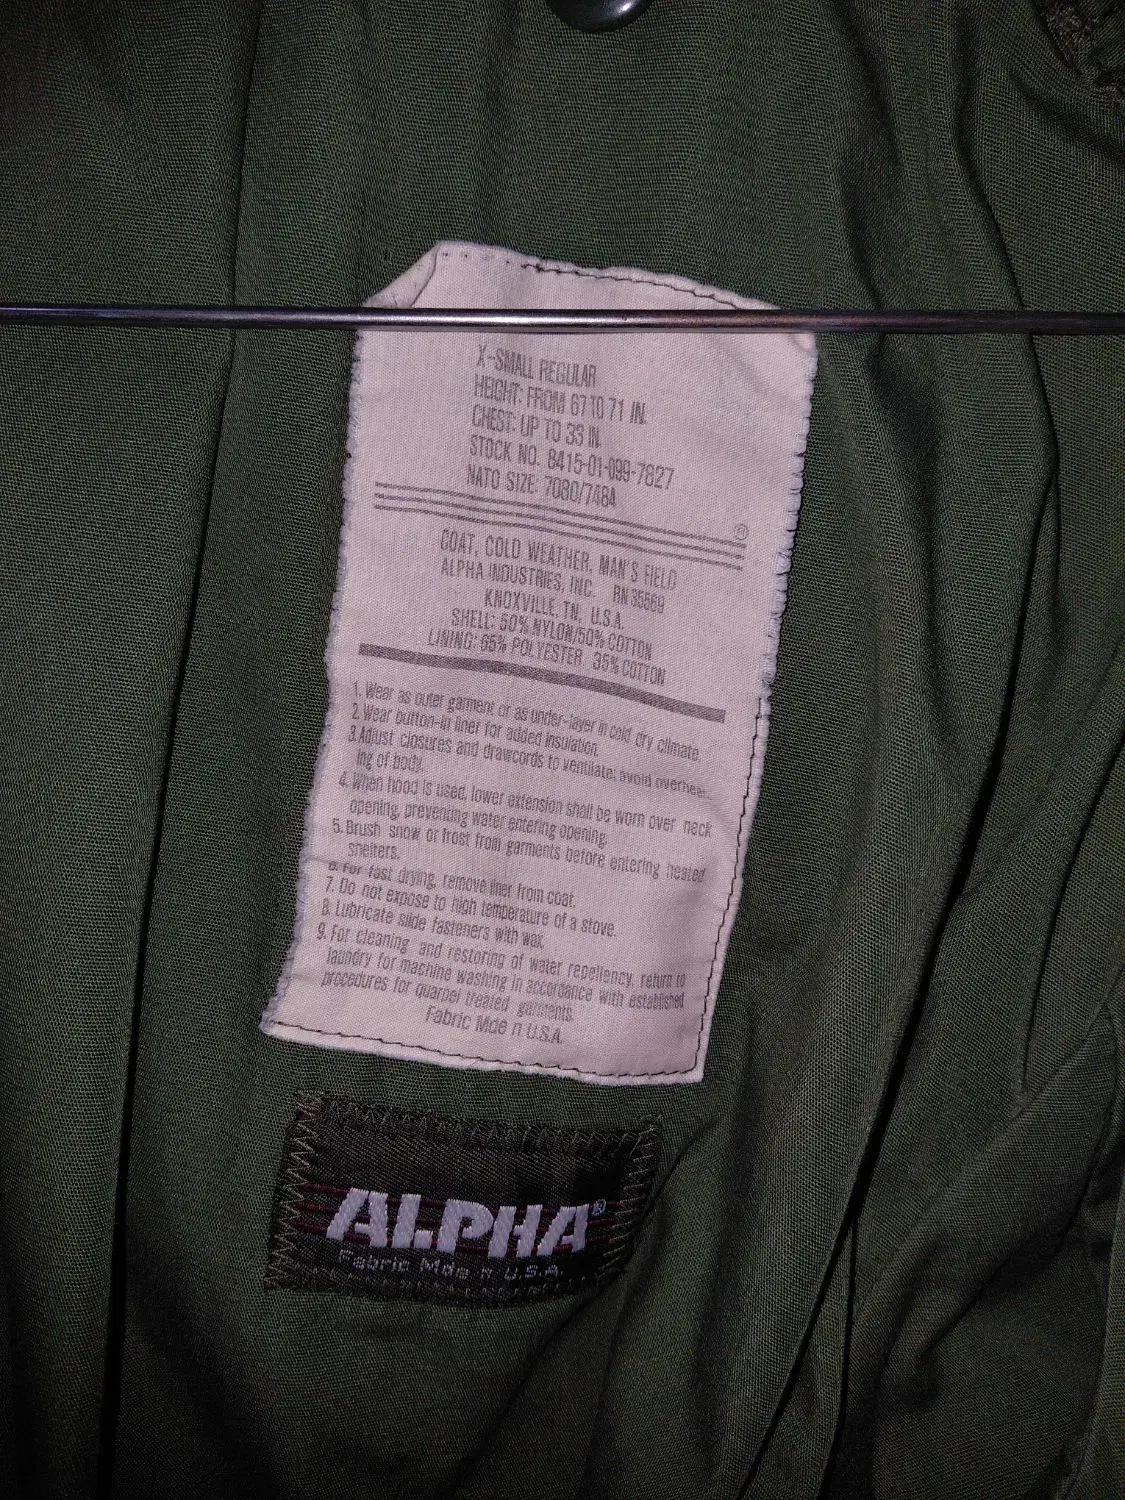 X-SMALL REGULAR
HEIGHT: FROM 67 TO 71 IN.
CHEST: UP TO 33 IN.
STOCK NO. 8415-01-099-7827
NATO SIZE: 7080/7484
®
COAT, COLD WEATHER, MAN'S FIELD
ALPHA INDUSTRIES, INC. RN 35569
KNOXVILLE, TN, U.S.A.
SHELL: 50% NYLON/50% COTTON
LINING: 65% POLYESTER 35% COTTON
1. Wear as outer garment or as under-layer in cold dry climate.
2. Wear button-in liner for added insulation.
3. Adjust closures and drawcords to ventilate; avoid overheat-
ing of body.
4. When hood is used, lower extension shall be worn over neck
opening, preventing water entering opening.
5. Brush snow or frost from garments before entering heated
shelters.
6. For fast drying, remove liner from coat.
7. Do not expose to high temperature of a stove.
8. Lubricate slide fasteners with wax.
9. For cleaning and restoring of water repellency, return to
laundry for machine washing in accordance with established
procedures for quarpel treated garments.
Fabric Mde n U.S.A.
ALPHA®
Fabric Mde n U.S.A.